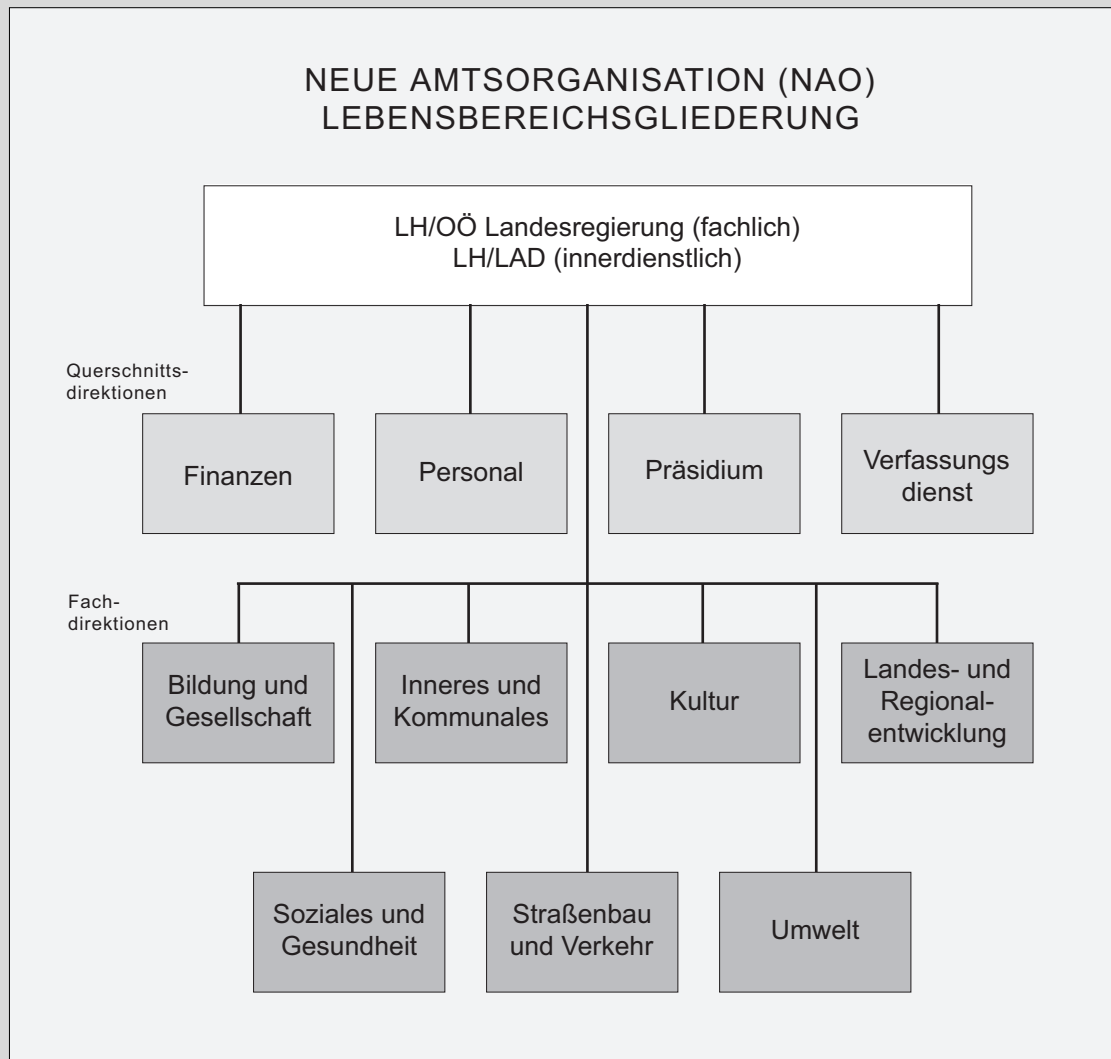 NEUE AMTSORGANISATION (NAO)
LEBENSBEREICHSGLIEDERUNG
LH/OÖ Landesregierung (fachlich)
LH/LAD (innerdienstlich)
Querschnitts-
direktionen
Finanzen
Personal
Präsidium
Verfassungs
dienst
Fach-
direktionen
Bildung und
Gesellschaft
Inneres und
Kommunales
Kultur
Landes- und
Regional-
entwicklung
Soziales und
Gesundheit
Straßenbau
und Verkehr
Umwelt